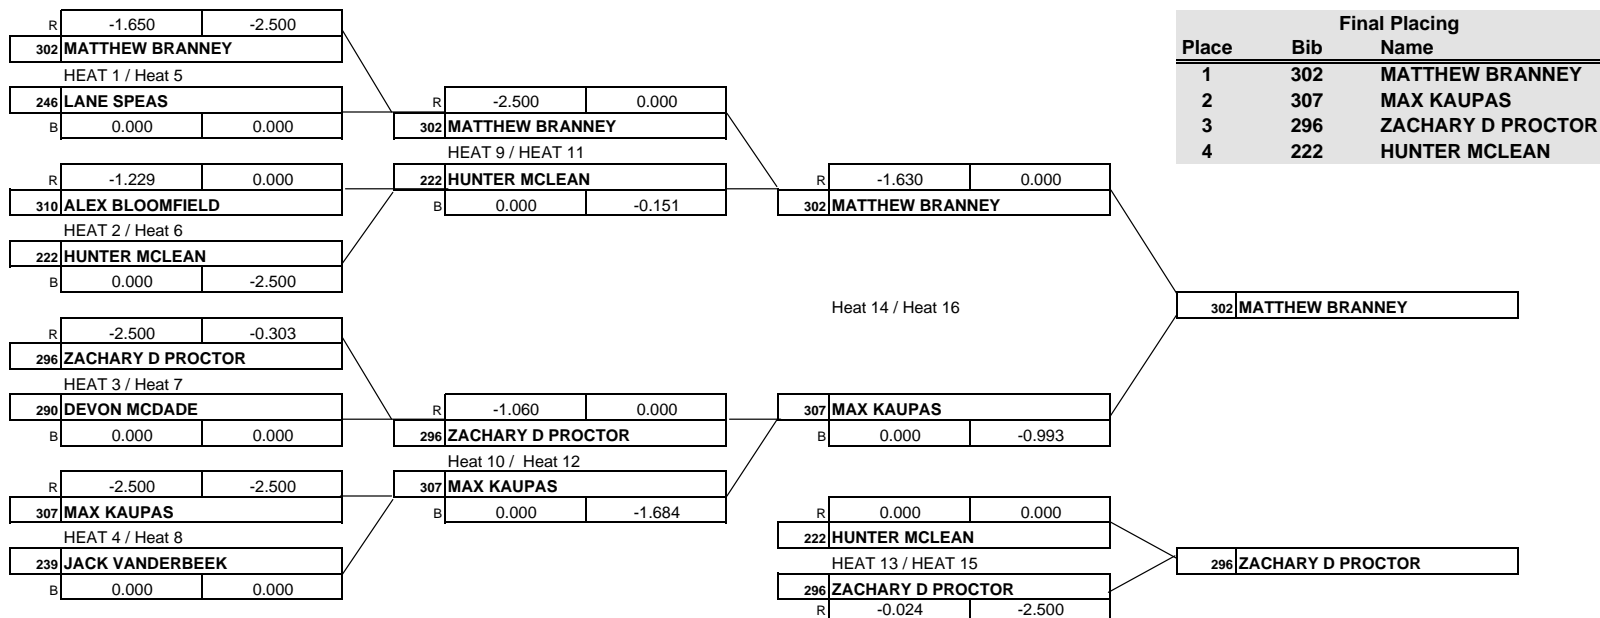 R -1.650 -2.500
302 MATTHEW BRANNEY
HEAT 1 / Heat 5
246 LANE SPEAS
B 0.000 0.000
R -1.229 0.000
310 ALEX BLOOMFIELD
HEAT 2 / Heat 6
222 HUNTER MCLEAN
B 0.000 -2.500
R -2.500 -0.303
296 ZACHARY D PROCTOR
HEAT 3 / Heat 7
290 DEVON MCDADE
B 0.000 0.000
R -2.500 -2.500
307 MAX KAUPAS
HEAT 4 / Heat 8
239 JACK VANDERBEEK
B 0.000 0.000
R -2.500 0.000
302 MATTHEW BRANNEY
HEAT 9 / HEAT 11
222 HUNTER MCLEAN
B 0.000 -0.151
R -1.060 0.000
296 ZACHARY D PROCTOR
Heat 10 / Heat 12
307 MAX KAUPAS
B 0.000 -1.684
R -1.630 0.000
302 MATTHEW BRANNEY
Heat 14 / Heat 16
307 MAX KAUPAS
B 0.000 -0.993
R 0.000 0.000
222 HUNTER MCLEAN
HEAT 13 / HEAT 15
296 ZACHARY D PROCTOR
R -0.024 -2.500
302 MATTHEW BRANNEY
296 ZACHARY D PROCTOR
Final Placing
Place Bib Name
1 302 MATTHEW BRANNEY
2 307 MAX KAUPAS
3 296 ZACHARY D PROCTOR
4 222 HUNTER MCLEAN